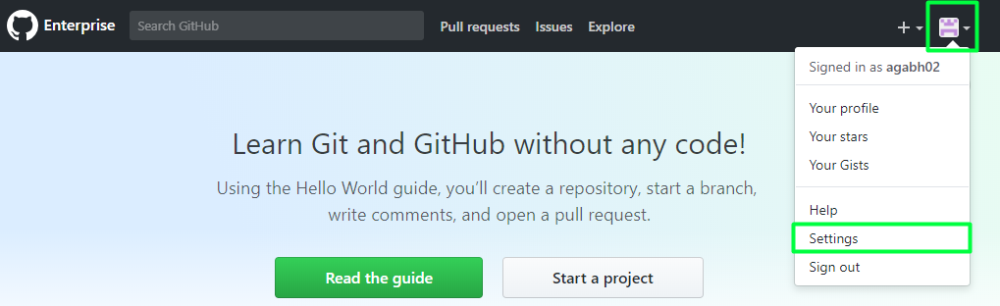 Enterprise
Search GitHub
Pull requests
Issues
Explore
Signed in as agabh02
Your profile
Your stars
Your Gists
Help
Settings
Sign out
Learn Git and GitHub without any code!
Using the Hello World guide, you’ll create a repository, start a branch,
write comments, and open a pull request.
Read the guide
Start a project